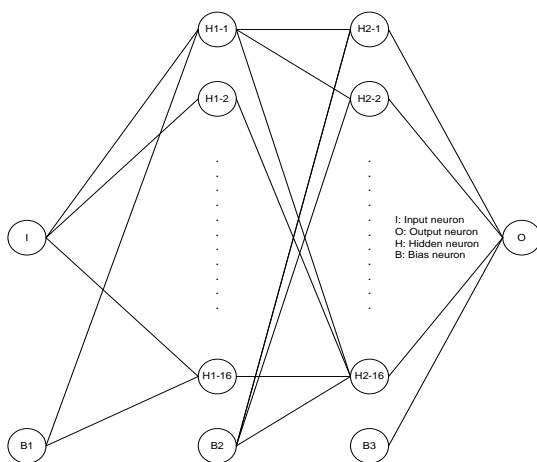 H1-1
H2-1
H1-2
H2-2
I: Input neuron
O: Output neuron
H: Hidden neuron
B: Bias neuron
I
O
H1-16
H2-16
B1
B2
B3